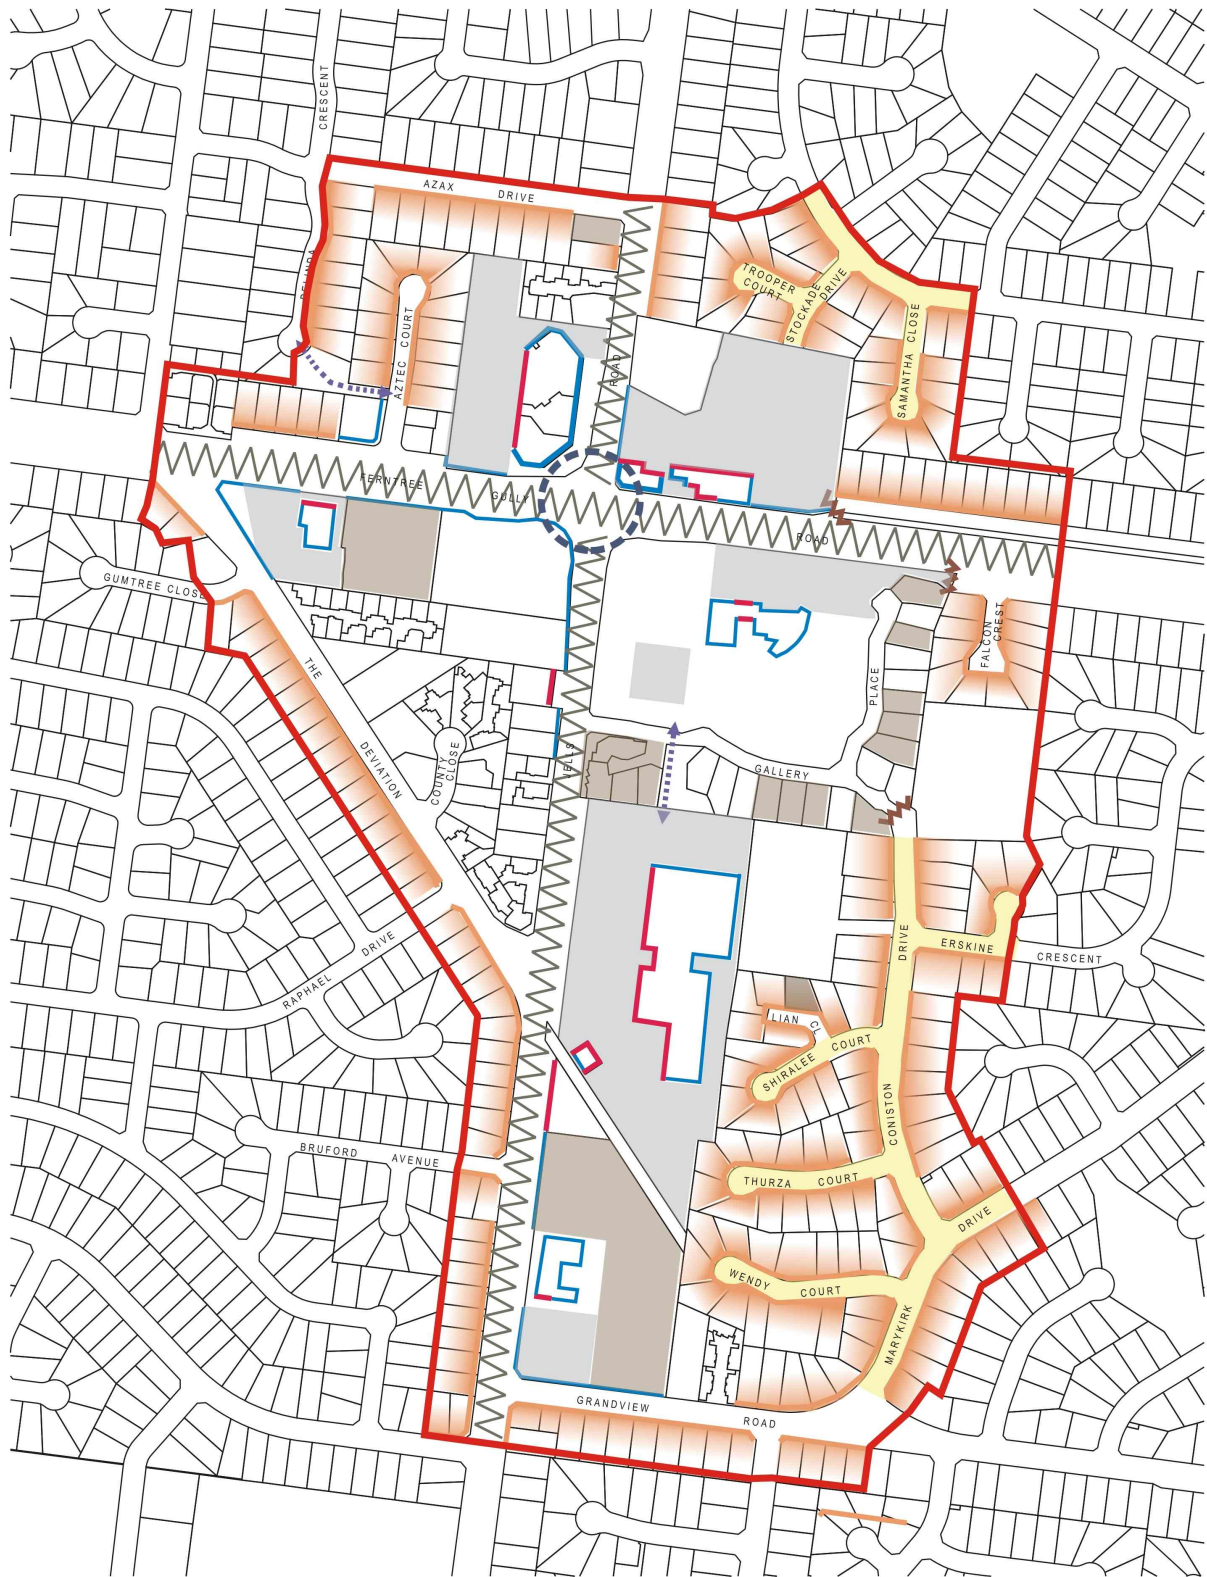 CRESCENT
AZAX DRIVE
BELINDA
TROOPER
COURT
STOCKADE
DRIVE
SAMANTHA CLOSE
AZTEC COURT
ROAD
FERNTREE GULLY ROAD
GUMTREE CLOSE
FALCON
CREST
THE DEVIATION
PLACE
COUNTY
CLOSE
JELLS
GALLERY
RAPHAEL DRIVE
DRIVE
ERSKINE
CRESCENT
LIAN CL
SHIRALEE COURT
CONISTON
BRUFORD AVENUE
THURZA COURT
DRIVE
WENDY COURT
MARYKIRK
GRANDVIEW ROAD